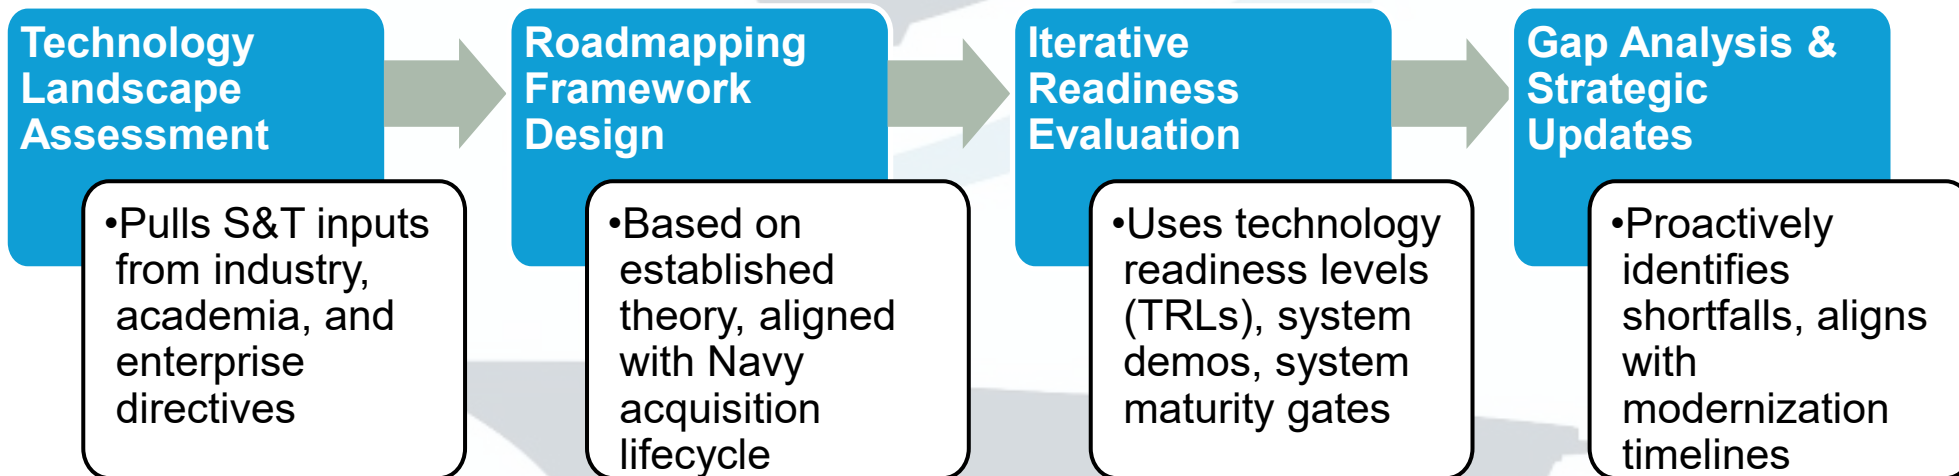 Technology
Landscape
Assessment
•Pulls S&T inputs
from industry,
academia, and
enterprise
directives
Roadmapping
Framework
Design
•Based on
established
theory, aligned
with Navy
acquisition
lifecycle
Iterative
Readiness
Evaluation
•Uses technology
readiness levels
(TRLs), system
demos, system
maturity gates
Gap Analysis &
Strategic
Updates
•Proactively
identifies
shortfalls, aligns
with
modernization
timelines